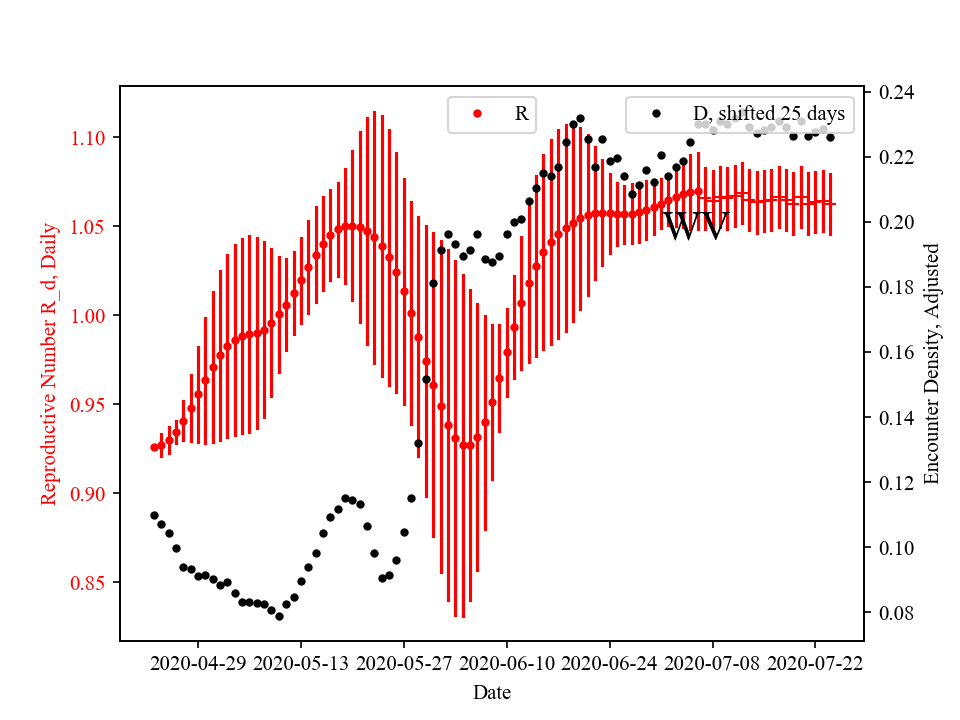 R
D, shifted 25 days
0.24
1.10
0.22
1.05
WV
0.20
0.18
1.00
0.16
0.95
0.14
0.90
0.12
0.10
0.85
0.08
Reproductive Number R_d, Daily
Encounter Density, Adjusted
2020-04-29 2020-05-13 2020-05-27 2020-06-10 2020-06-24 2020-07-08 2020-07-22
Date